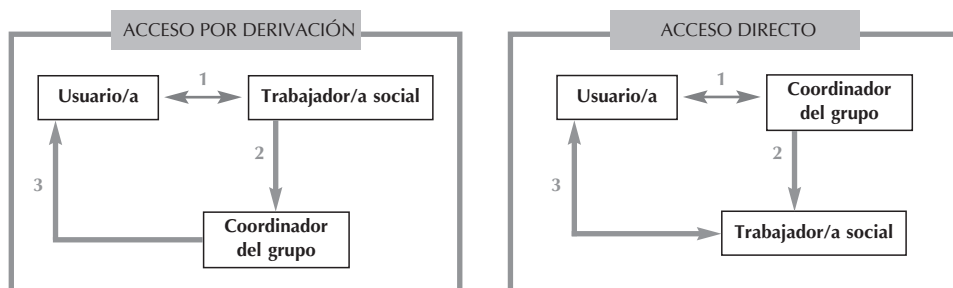 ACCESO POR DERIVACIÓN
1
Usuario/a
Trabajador/a social
2
3
Coordinador
del grupo
ACCESO DIRECTO
1
Usuario/a
Coordinador
del grupo
2
3
Trabajador/a social